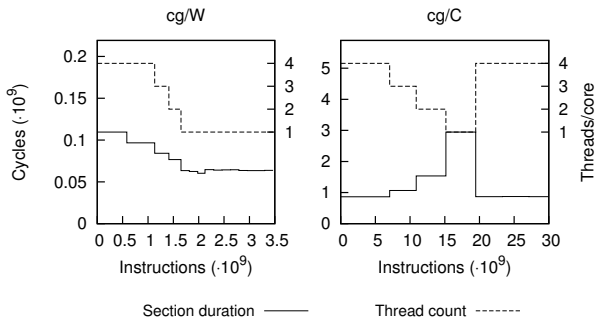 cg/W
cg/C
Cycles (·10⁹)
0.2
0.15
0.1
0.05
0
4
3
2
1
0 0.5 1 1.5 2 2.5 3 3.5
Instructions (·10⁹)
5
4
3
2
1
0
4
3
2
1
Threads/core
0 5 10 15 20 25 30
Instructions (·10⁹)
Section duration
Thread count